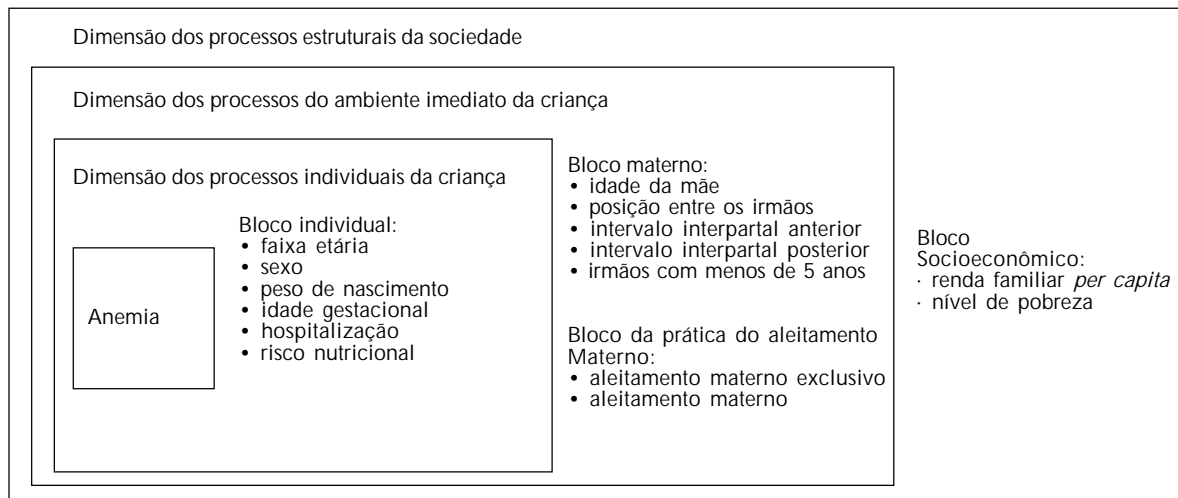 Dimensão dos processos estruturais da sociedade
Dimensão dos processos do ambiente imediato da criança
Dimensão dos processos individuais da criança
Anemia
Bloco individual:
• faixa etária
• sexo
• peso de nascimento
• idade gestacional
• hospitalização
• risco nutricional
Bloco materno:
• idade da mãe
• posição entre os irmãos
• intervalo interpartal anterior
• intervalo interpartal posterior
• irmãos com menos de 5 anos
Bloco da prática do aleitamento
Materno:
• aleitamento materno exclusivo
• aleitamento materno
Bloco
Socioeconômico:
· renda familiar per capita
· nível de pobreza